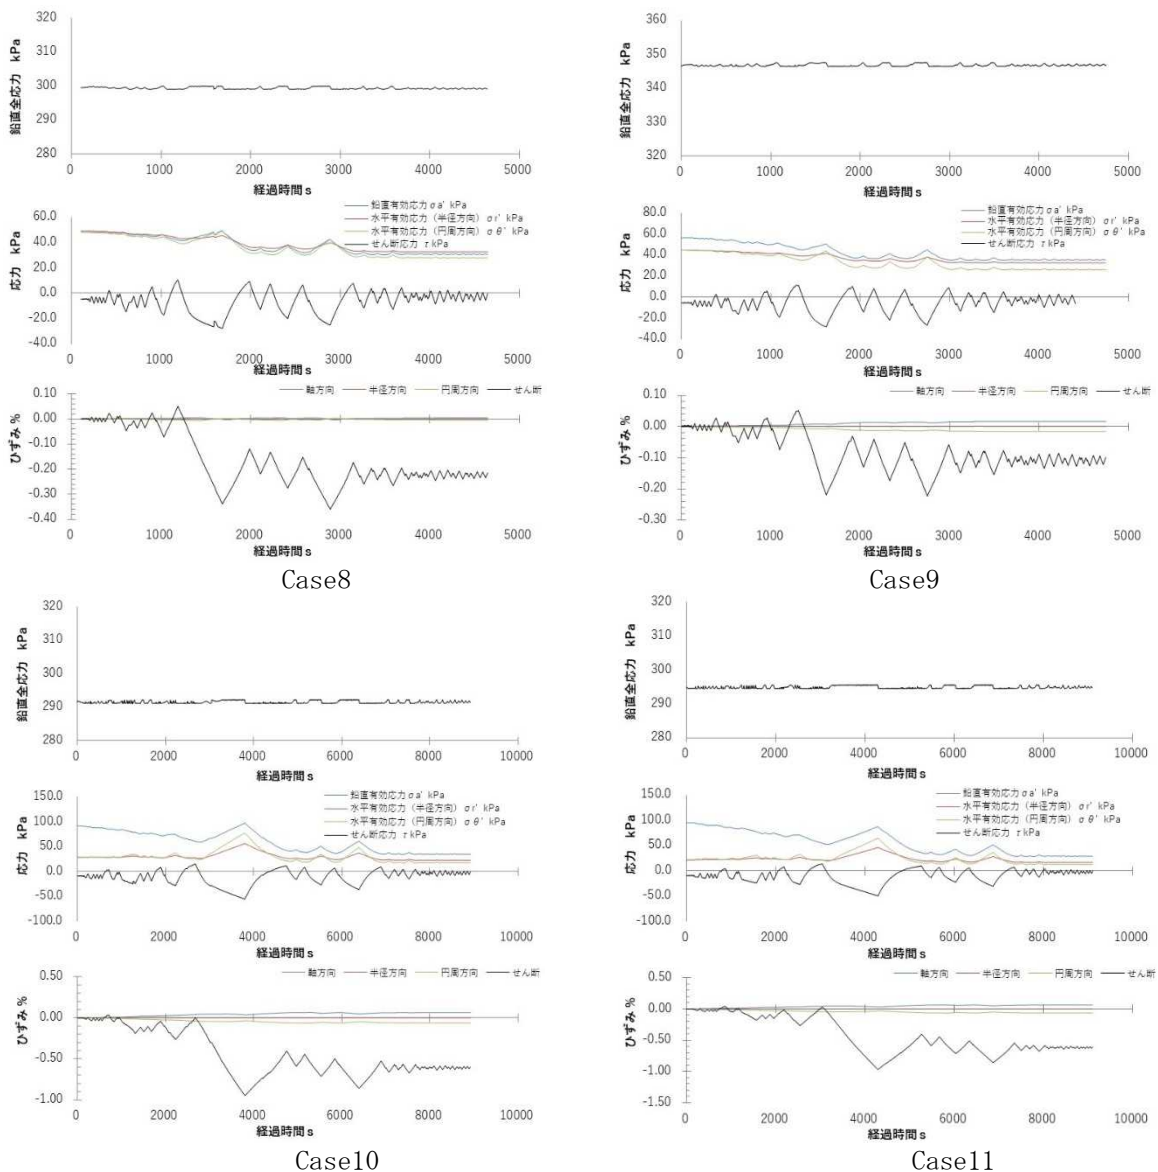 320
310
300
290
280
鉛直全応力 kPa
0 1000 2000 3000 4000 5000
経過時間 s
60.0
40.0
20.0
0.0
-20.0
-40.0
応力 kPa
鉛直有効応力σa' kPa
水平有効応力（半径方向）σr' kPa
水平有効応力（円周方向）σθ' kPa
せん断応力 τ kPa
0 1000 2000 3000 4000 5000
経過時間 s
軸方向 半径方向 円周方向 せん断
0.10
0.00
-0.10
-0.20
-0.30
-0.40
ひずみ %
0 1000 2000 3000 4000 5000
経過時間 s
Case8
360
350
340
330
320
鉛直全応力 kPa
0 1000 2000 3000 4000 5000
経過時間 s
80.0
60.0
40.0
20.0
0.0
-20.0
-40.0
応力 kPa
鉛直有効応力σa' kPa
水平有効応力（半径方向）σr' kPa
水平有効応力（円周方向）σθ' kPa
せん断応力 τ kPa
0 1000 2000 3000 4000 5000
経過時間 s
軸方向 半径方向 円周方向 せん断
0.10
0.00
-0.10
-0.20
-0.30
ひずみ %
0 1000 2000 3000 4000 5000
経過時間 s
Case9
320
310
300
290
280
鉛直全応力 kPa
0 2000 4000 6000 8000 10000
経過時間 s
150.0
100.0
50.0
0.0
-50.0
-100.0
応力 kPa
鉛直有効応力σa' kPa
水平有効応力（半径方向）σr' kPa
水平有効応力（円周方向）σθ' kPa
せん断応力 τ kPa
0 2000 4000 6000 8000 10000
経過時間 s
軸方向 半径方向 円周方向 せん断
0.50
0.00
-0.50
-1.00
ひずみ %
0 2000 4000 6000 8000 10000
経過時間 s
Case10
320
310
300
290
280
鉛直全応力 kPa
0 2000 4000 6000 8000 10000
経過時間 s
150.0
100.0
50.0
0.0
-50.0
-100.0
応力 kPa
鉛直有効応力σa' kPa
水平有効応力（半径方向）σr' kPa
水平有効応力（円周方向）σθ' kPa
せん断応力 τ kPa
0 2000 4000 6000 8000 10000
経過時間 s
軸方向 半径方向 円周方向 せん断
0.50
0.00
-0.50
-1.00
-1.50
ひずみ %
0 2000 4000 6000 8000 10000
経過時間 s
Case11